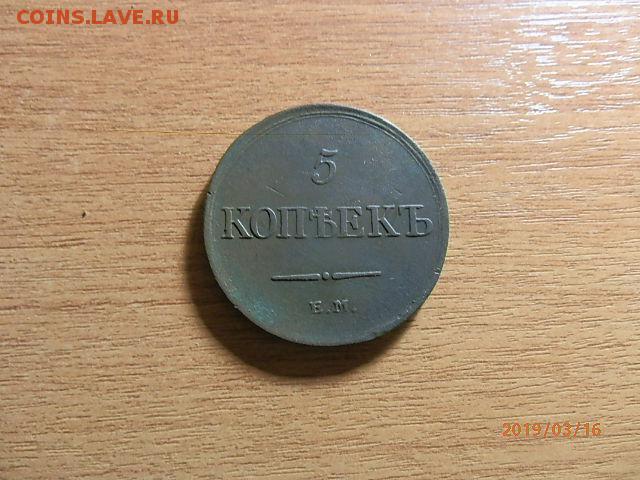 COINS.LAVE.RU
5
КОПѢЕКЪ
Е.М.
2019/03/16